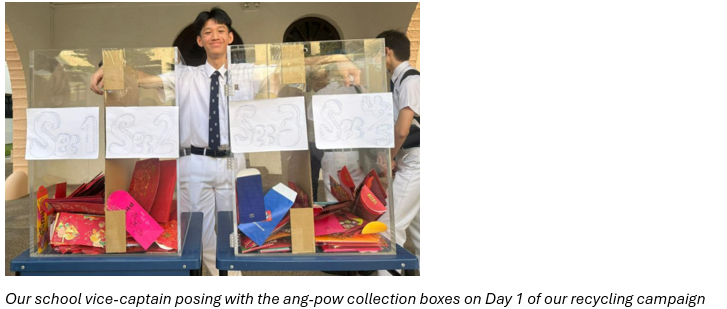 Sec 1
Sec 2
Sec 3
Sec 4
Our school vice-captain posing with the ang-pow collection boxes on Day 1 of our recycling campaign